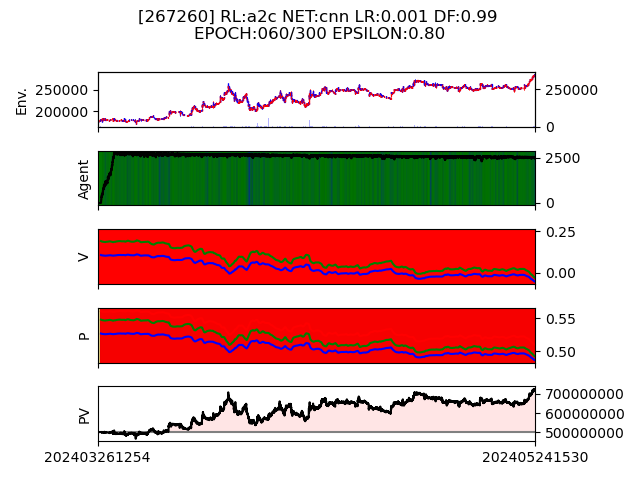 [267260] RL:a2c NET:cnn LR:0.001 DF:0.99
EPOCH:060/300 EPSILON:0.80
Env.
250000
200000
250000
0
Agent
2500
0
V
0.25
0.00
P
0.55
0.50
PV
700000000
600000000
500000000
202403261254
202405241530